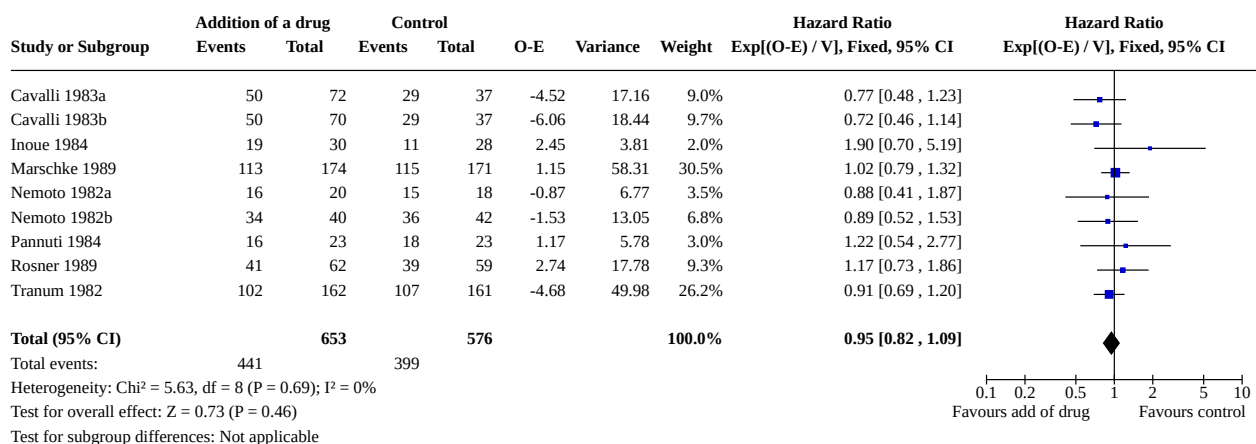 Addition of a drug Control Hazard Ratio Hazard Ratio
Study or Subgroup Events Total Events Total O-E Variance Weight Exp[(O-E) / V], Fixed, 95% CI Exp[(O-E) / V], Fixed, 95% CI
Cavalli 1983a 50 72 29 37 -4.52 17.16 9.0% 0.77 [0.48 , 1.23]
Cavalli 1983b 50 70 29 37 -6.06 18.44 9.7% 0.72 [0.46 , 1.14]
Inoue 1984 19 30 11 28 2.45 3.81 2.0% 1.90 [0.70 , 5.19]
Marschke 1989 113 174 115 171 1.15 58.31 30.5% 1.02 [0.79 , 1.32]
Nemoto 1982a 16 20 15 18 -0.87 6.77 3.5% 0.88 [0.41 , 1.87]
Nemoto 1982b 34 40 36 42 -1.53 13.05 6.8% 0.89 [0.52 , 1.53]
Pannuti 1984 16 23 18 23 1.17 5.78 3.0% 1.22 [0.54 , 2.77]
Rosner 1989 41 62 39 59 2.74 17.78 9.3% 1.17 [0.73 , 1.86]
Tranum 1982 102 162 107 161 -4.68 49.98 26.2% 0.91 [0.69 , 1.20]
Total (95% CI) 653 576 100.0% 0.95 [0.82 , 1.09]
Total events: 441 399
Heterogeneity: Chi² = 5.63, df = 8 (P = 0.69); I² = 0%
Test for overall effect: Z = 0.73 (P = 0.46)
Test for subgroup differences: Not applicable
0.1 0.2 0.5 1 2 5 10
Favours add of drug Favours control